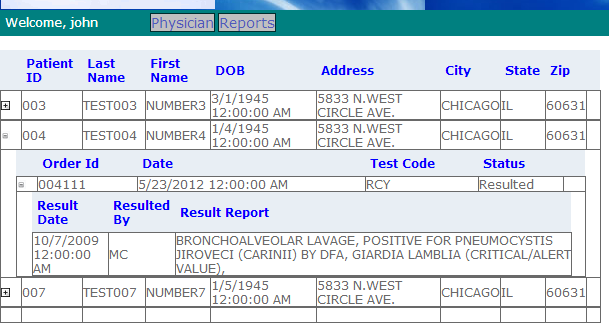 Welcome, john Physician Reports
Patient ID Last Name First Name DOB Address City State Zip
003 TEST003 NUMBER3 3/1/1945 12:00:00 AM 5833 N.WEST CIRCLE AVE. CHICAGO IL 60631
004 TEST004 NUMBER4 1/4/1945 12:00:00 AM 5833 N.WEST CIRCLE AVE. CHICAGO IL 60631
Order Id Date Test Code Status
004111 5/23/2012 12:00:00 AM RCY Resulted
Result Date Resulted By Result Report
10/7/2009 12:00:00 AM MC BRONCHOALVEOLAR LAVAGE, POSITIVE FOR PNEUMOCYSTIS
JIROVECI (CARINII) BY DFA, GIARDIA LAMBLIA (CRITICAL/ALERT
VALUE),
007 TEST007 NUMBER7 1/5/1945 12:00:00 AM 5833 N.WEST CIRCLE AVE. CHICAGO IL 60631